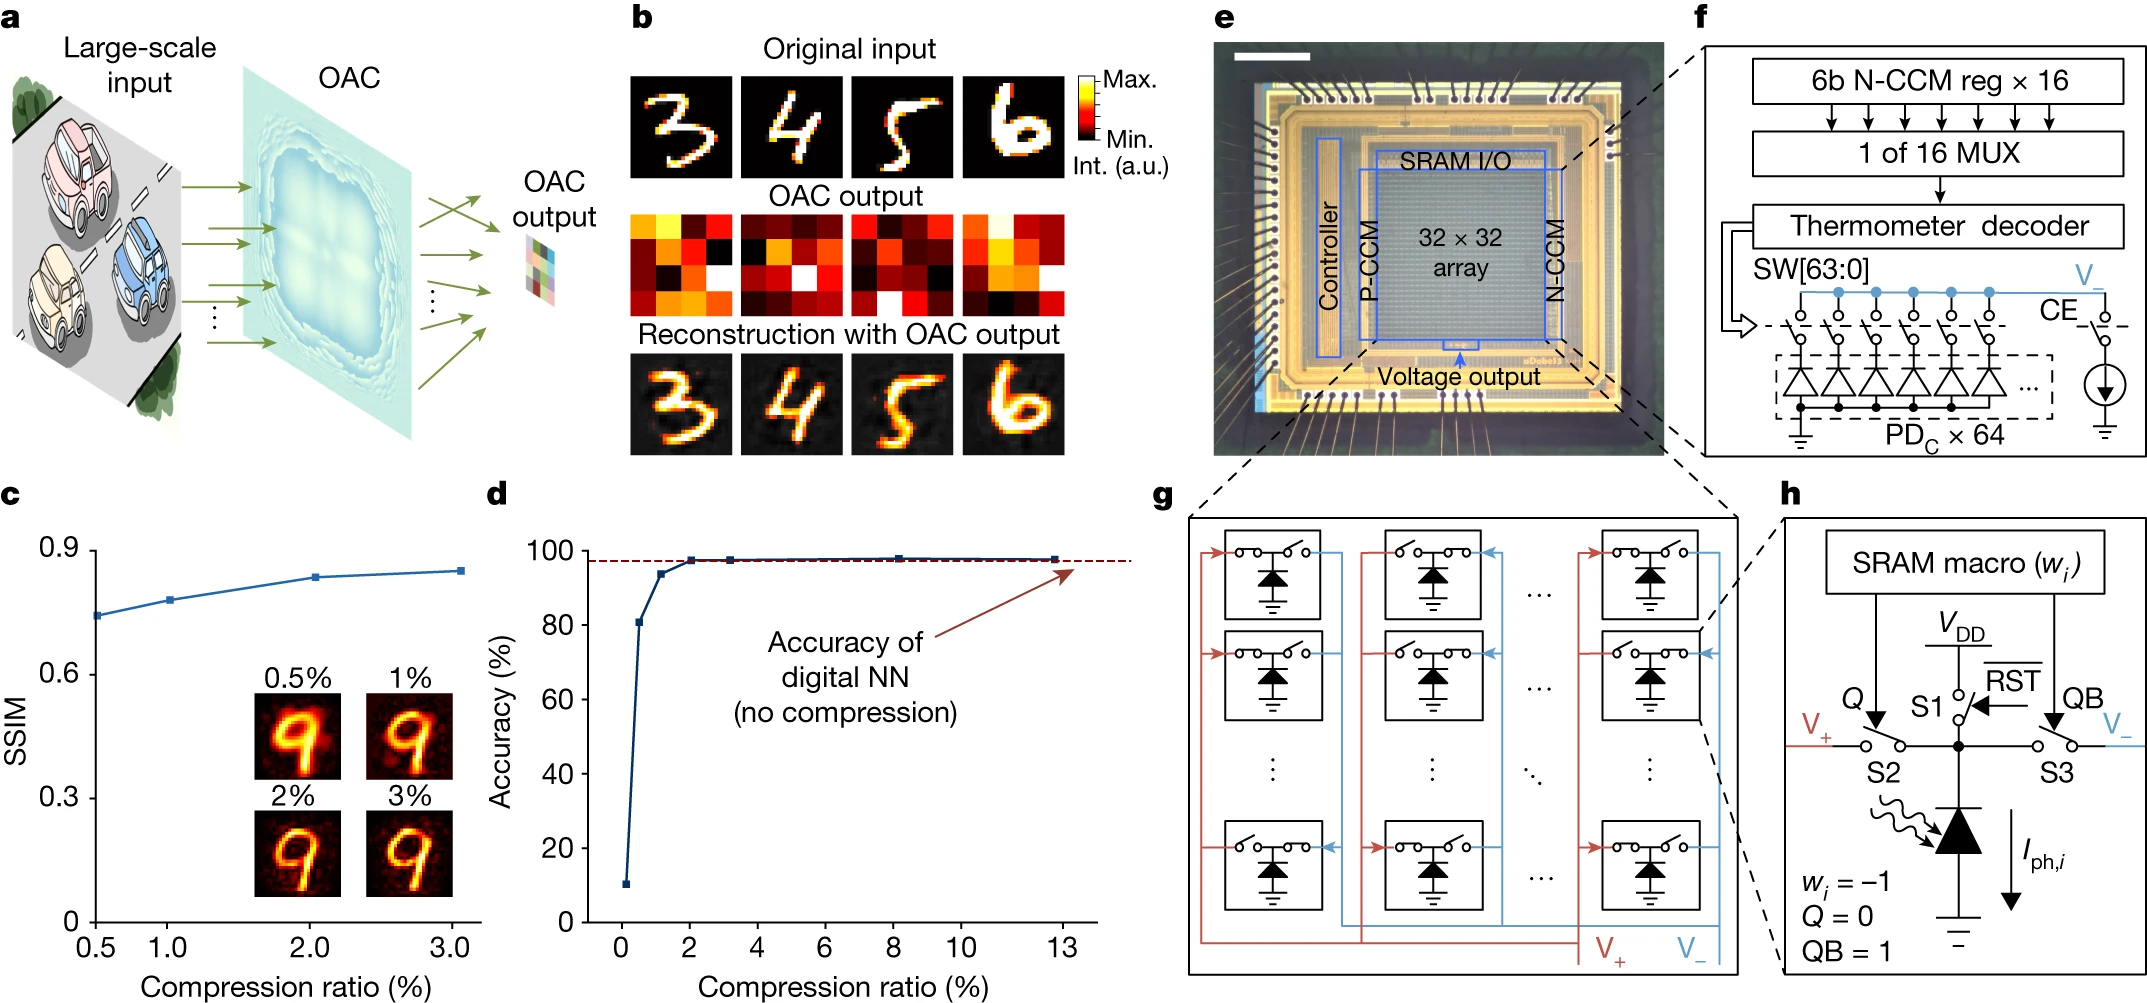 a
Large-scale
input
OAC
OAC
output
b
Original input
Max.
Min.
Int. (a.u.)
OAC output
Reconstruction with OAC output
c
0.9
0.6
0.3
0
SSIM
0.5%
1%
2%
3%
0.5
1.0
2.0
3.0
Compression ratio (%)
d
100
80
60
40
20
0
Accuracy (%)
Accuracy of
digital NN
(no compression)
0
2
4
6
8
10
13
Compression ratio (%)
e
SRAM I/O
Controller
P-CCM
32 × 32
array
N-CCM
Voltage output
f
6b N-CCM reg × 16
1 of 16 MUX
Thermometer decoder
SW[63:0]
V−
CE
...
PDC × 64
g
...
...
...
V+
V−
h
SRAM macro (wi)
VDD
RST
Q
S1
QB
V+
V−
S2
S3
Iph,i
wi = −1
Q = 0
QB = 1